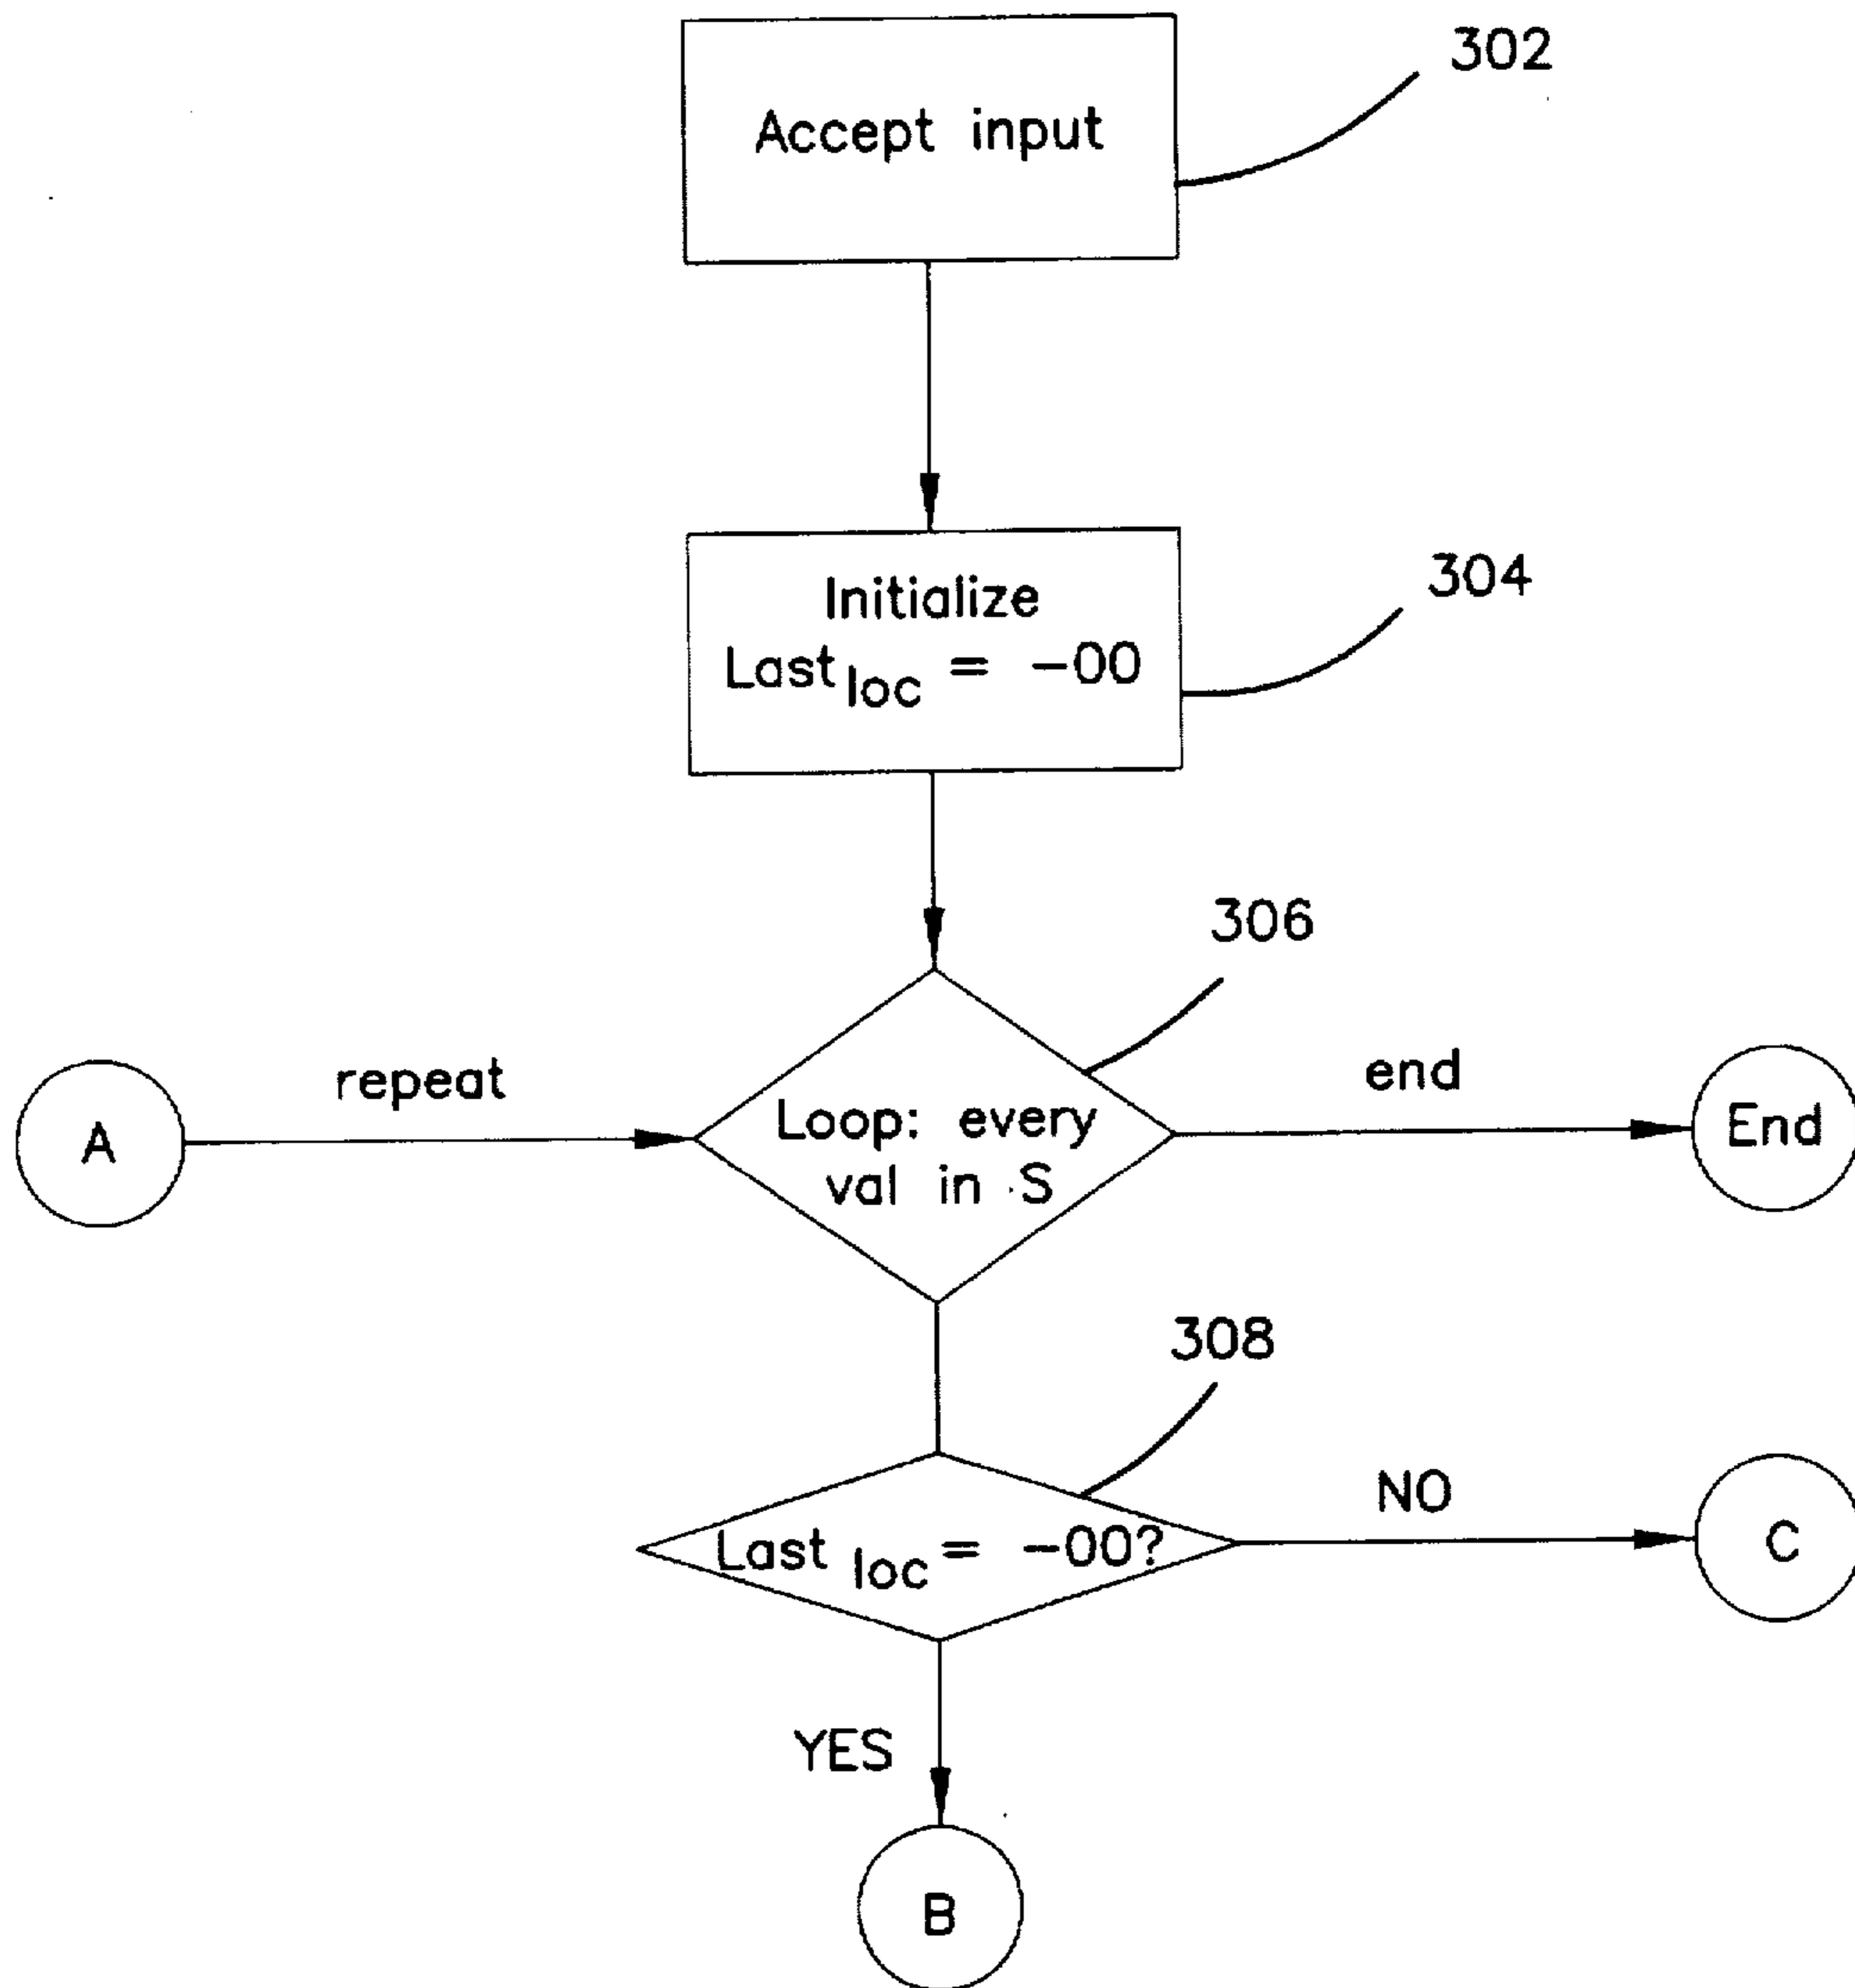 302
Accept input
304
Initialize
Last loc = -00
306
repeat
end
A
Loop: every
val in S
End
308
NO
Last loc = -00?
C
YES
B